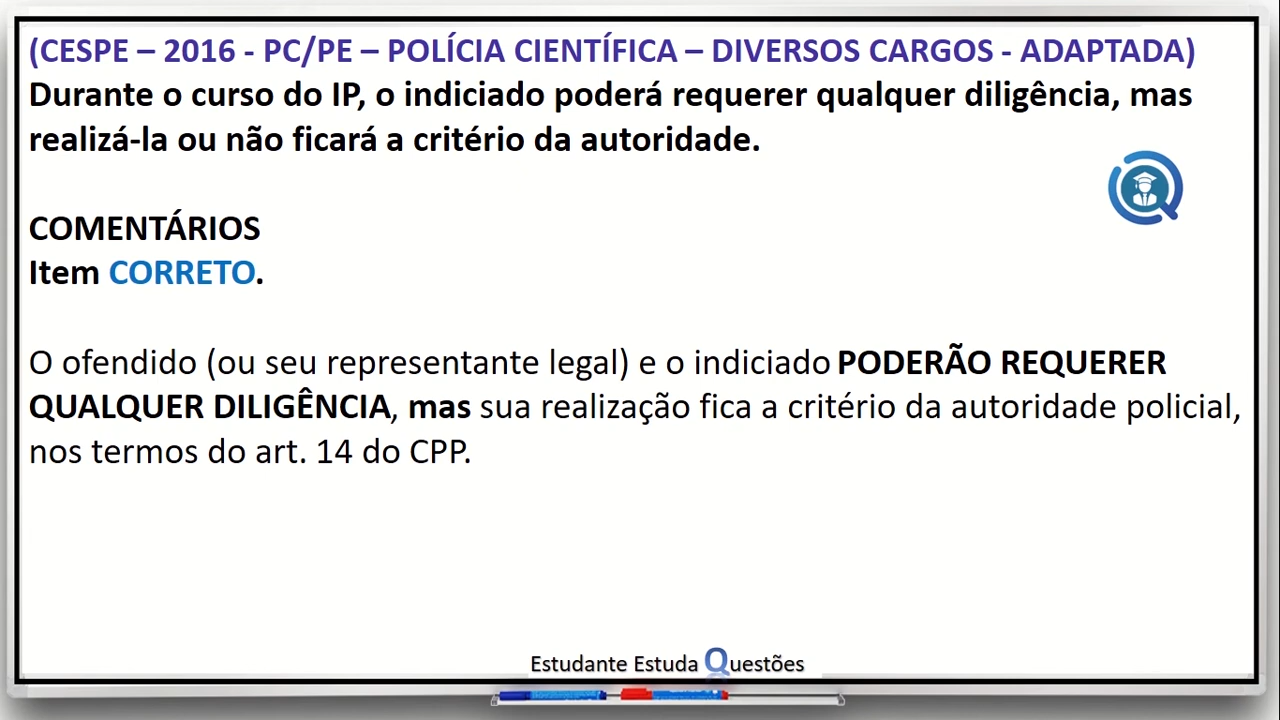 (CESPE – 2016 - PC/PE – POLÍCIA CIENTÍFICA – DIVERSOS CARGOS - ADAPTADA)
Durante o curso do IP, o indiciado poderá requerer qualquer diligência, mas
realizá-la ou não ficará a critério da autoridade.
COMENTÁRIOS
Item CORRETO.
O ofendido (ou seu representante legal) e o indiciado PODERÃO REQUERER
QUALQUER DILIGÊNCIA, mas sua realização fica a critério da autoridade policial,
nos termos do art. 14 do CPP.
Estudante Estuda Questões